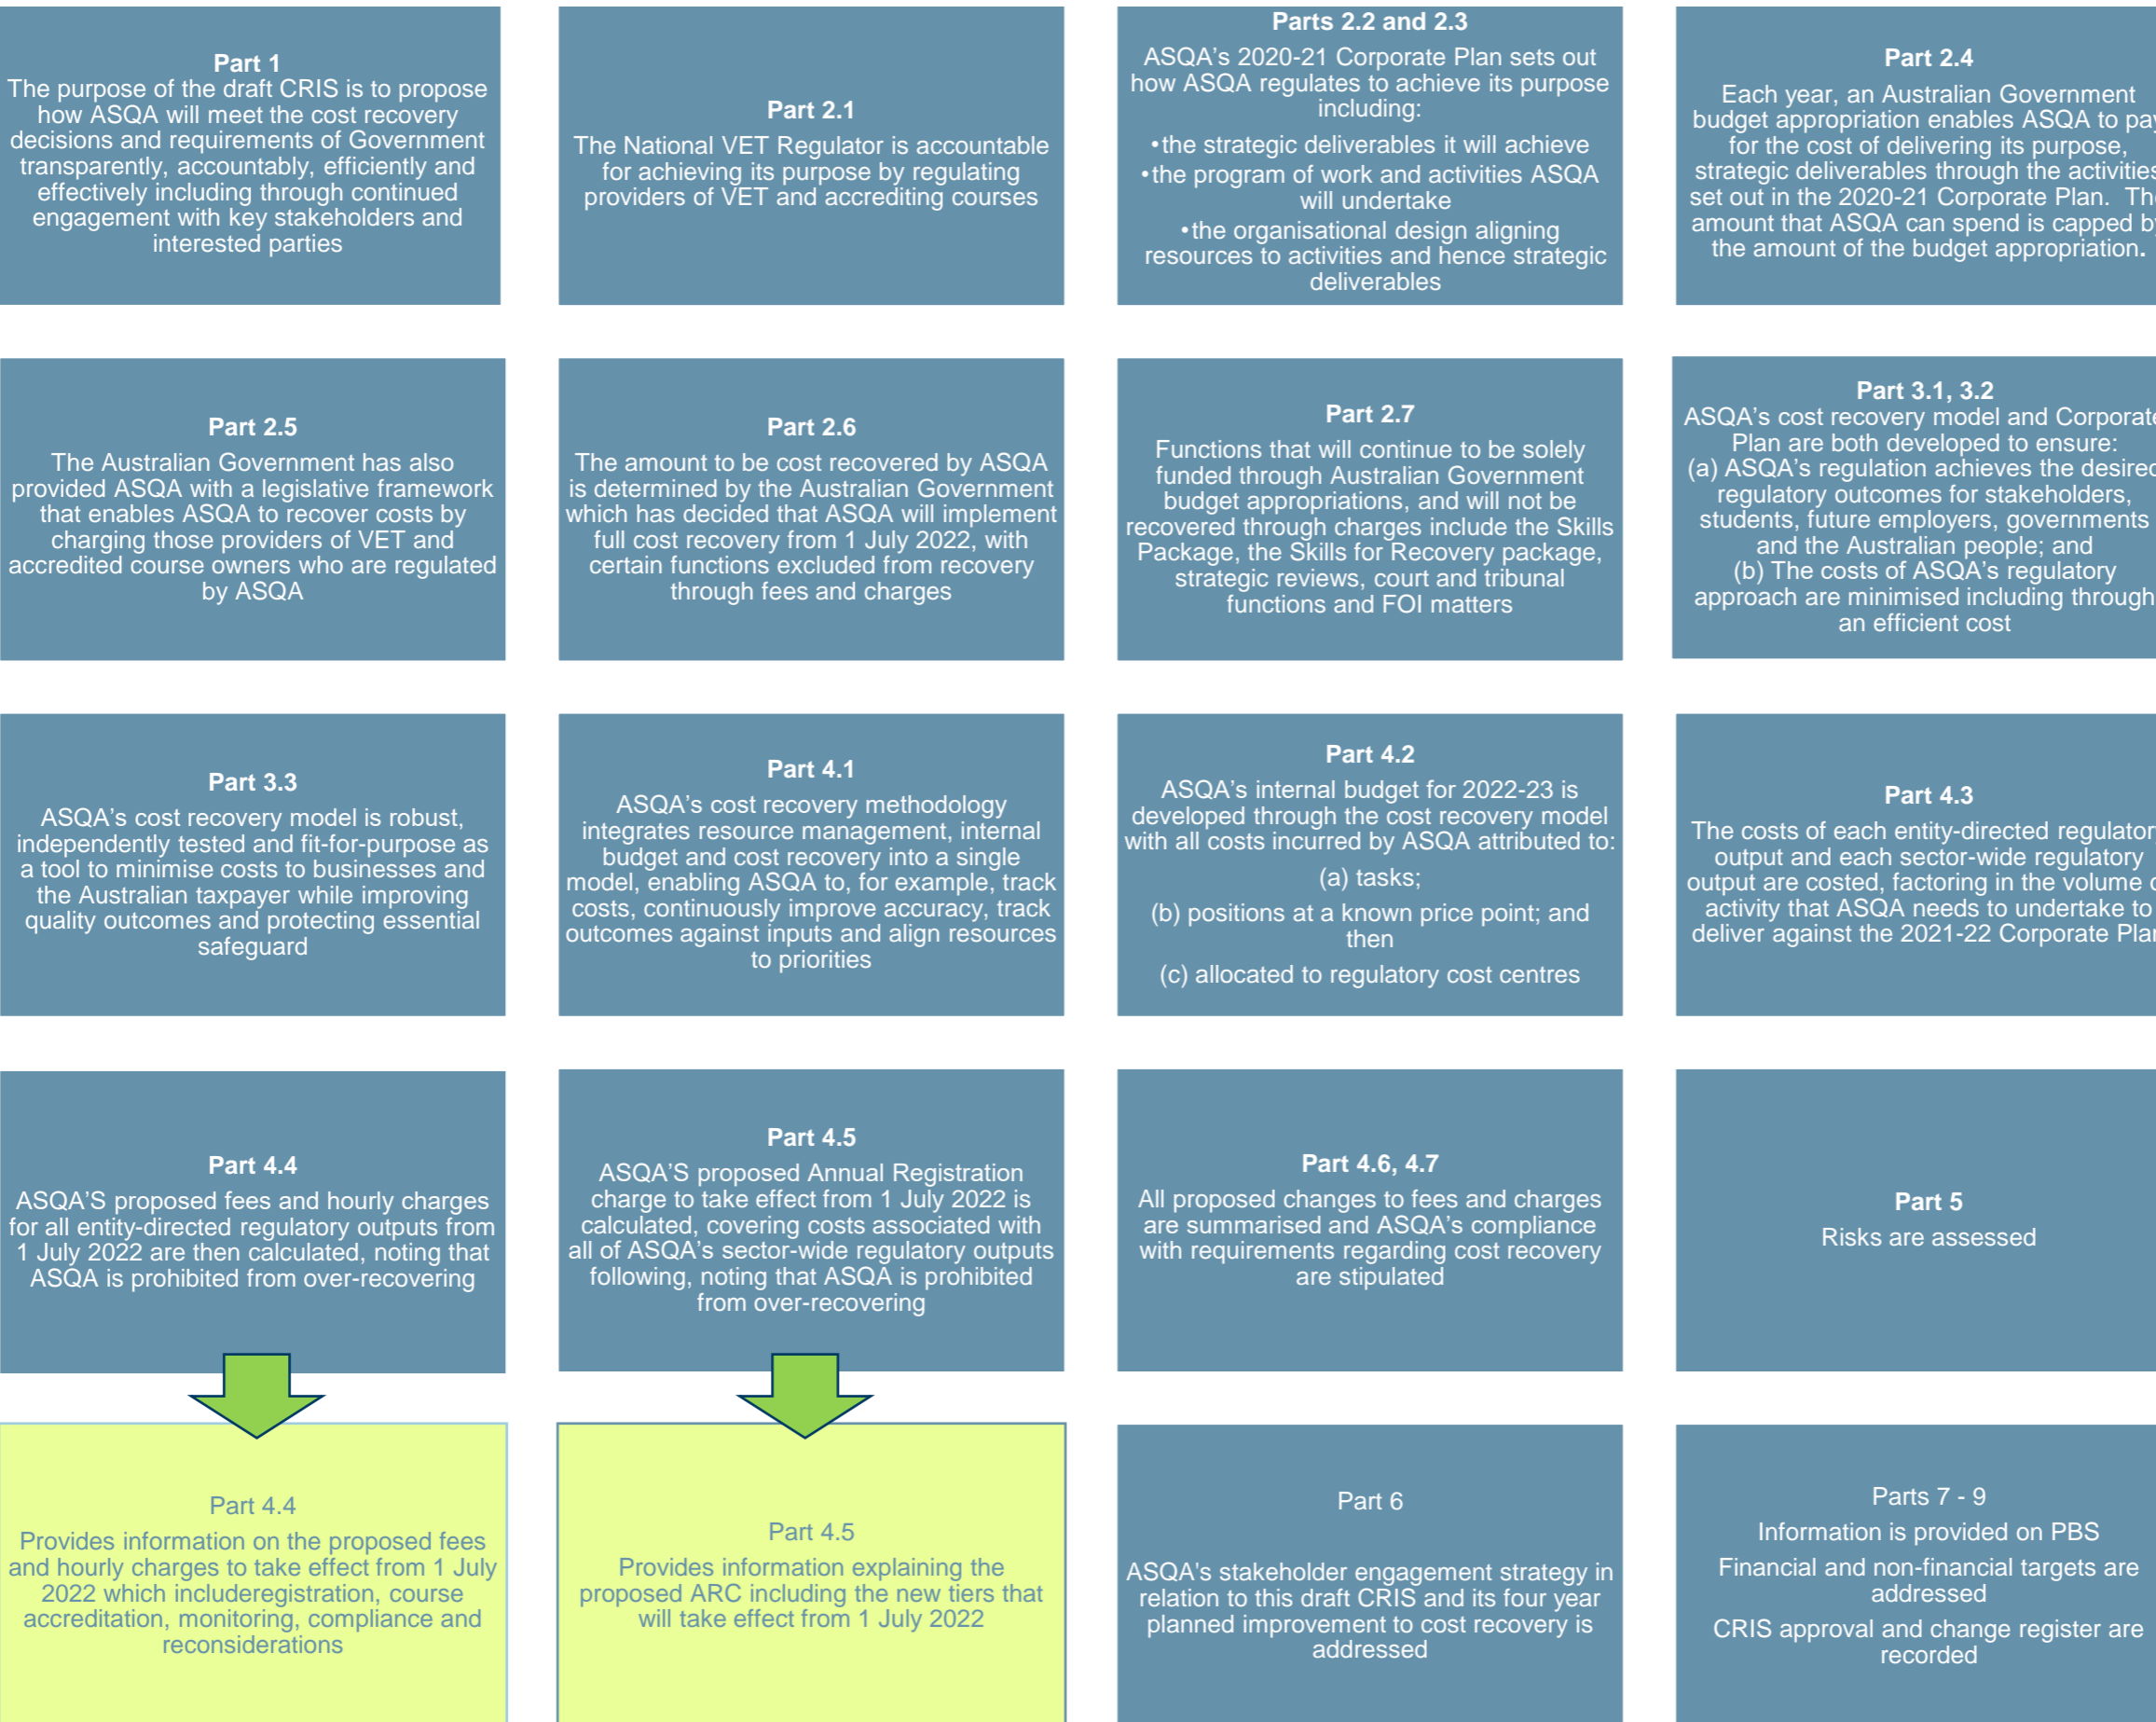 Part 1
The purpose of the draft CRIS is to propose
how ASQA will meet the cost recovery
decisions and requirements of Government
transparently, accountably, efficiently and
effectively including through continued
engagement with key stakeholders and
interested parties
Part 2.1
The National VET Regulator is accountable
for achieving its purpose by regulating
providers of VET and accrediting courses
Parts 2.2 and 2.3
ASQA's 2020-21 Corporate Plan sets out
how ASQA regulates to achieve its purpose
including:
•the strategic deliverables it will achieve
•the program of work and activities ASQA
will undertake
•the organisational design aligning
resources to activities and hence strategic
deliverables
Part 2.4
Each year, an Australian Government
budget appropriation enables ASQA to pay
for the cost of delivering its purpose,
strategic deliverables through the activities
set out in the 2020-21 Corporate Plan. The
amount that ASQA can spend is capped by
the amount of the budget appropriation.
Part 2.5
The Australian Government has also
provided ASQA with a legislative framework
that enables ASQA to recover costs by
charging those providers of VET and
accredited course owners who are regulated
by ASQA
Part 2.6
The amount to be cost recovered by ASQA
is determined by the Australian Government
which has decided that ASQA will implement
full cost recovery from 1 July 2022, with
certain functions excluded from recovery
through fees and charges
Part 2.7
Functions that will continue to be solely
funded through Australian Government
budget appropriations, and will not be
recovered through charges include the Skills
Package, the Skills for Recovery package,
strategic reviews, court and tribunal
functions and FOI matters
Part 3.1, 3.2
ASQA's cost recovery model and Corporate
Plan are both developed to ensure:
(a) ASQA's regulation achieves the desired
regulatory outcomes for stakeholders,
students, future employers, governments
and the Australian people; and
(b) The costs of ASQA's regulatory
approach are minimised including through
an efficient cost
Part 3.3
ASQA's cost recovery model is robust,
independently tested and fit-for-purpose as
a tool to minimise costs to businesses and
the Australian taxpayer while improving
quality outcomes and protecting essential
safeguard
Part 4.1
ASQA's cost recovery methodology
integrates resource management, internal
budget and cost recovery into a single
model, enabling ASQA to, for example, track
costs, continuously improve accuracy, track
outcomes against inputs and align resources
to priorities
Part 4.2
ASQA's internal budget for 2022-23 is
developed through the cost recovery model
with all costs incurred by ASQA attributed to:
(a) tasks;
(b) positions at a known price point; and
then
(c) allocated to regulatory cost centres
Part 4.3
The costs of each entity-directed regulatory
output and each sector-wide regulatory
output are costed, factoring in the volume
activity that ASQA needs to undertake to
deliver against the 2021-22 Corporate Plan
Part 4.4
ASQA'S proposed fees and hourly charges
for all entity-directed regulatory outputs from
1 July 2022 are then calculated, noting that
ASQA is prohibited from over-recovering
Part 4.5
ASQA'S proposed Annual Registration
charge to take effect from 1 July 2022 is
calculated, covering costs associated with
all of ASQA's sector-wide regulatory outputs
following, noting that ASQA is prohibited
from over-recovering
Part 4.6, 4.7
All proposed changes to fees and charges
are summarised and ASQA's compliance
with requirements regarding cost recovery
are stipulated
Part 5
Risks are assessed
Part 4.4
Provides information on the proposed fees
and hourly charges to take effect from 1 July
2022 which includeregistration, course
accreditation, monitoring, compliance and
reconsiderations
Part 4.5
Provides information explaining the
proposed ARC including the new tiers that
will take effect from 1 July 2022
Part 6
ASQA's stakeholder engagement strategy in
relation to this draft CRIS and its four year
planned improvement to cost recovery is
addressed
Parts 7 - 9
Information is provided on PBS
Financial and non-financial targets are
addressed
CRIS approval and change register are
recorded